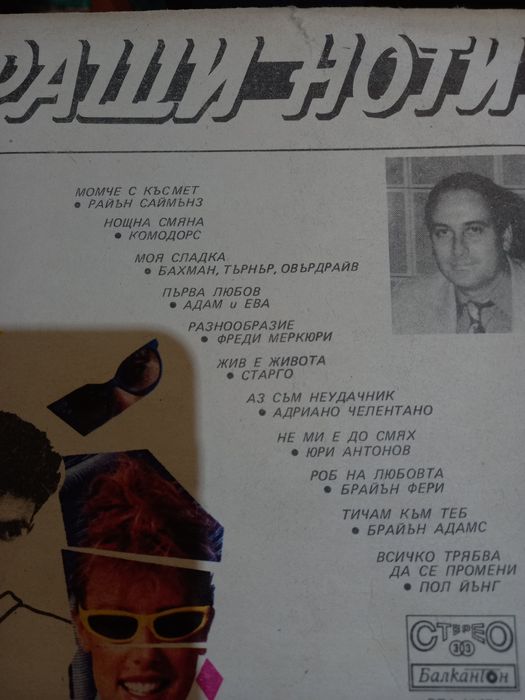 РАШИ-НОТИ
МОМЧЕ С КЪСМЕТ
● РАЙЪН САЙМЪНЗ
НОЩНА СМЯНА
● КОМОДОРС
МОЯ СЛАДКА
● БАХМАН, ТЪРНЪР, ОВЪРДРАЙВ
ПЪРВА ЛЮБОВ
● АДАМ и ЕВА
РАЗНООБРАЗИЕ
● ФРЕДИ МЕРКЮРИ
ЖИВ Е ЖИВОТА
● СТАРГО
АЗ СЪМ НЕУДАЧНИК
● АДРИАНО ЧЕЛЕНТАНО
НЕ МИ Е ДО СМЯХ
● ЮРИ АНТОНОВ
РОБ НА ЛЮБОВТА
● БРАЙЪН ФЕРИ
ТИЧАМ КЪМ ТЕБ
● БРАЙЪН АДАМС
ВСИЧКО ТРЯБВА
ДА СЕ ПРОМЕНИ
● ПОЛ ЙЪНГ
СТЕРЕО
33
Балкантон